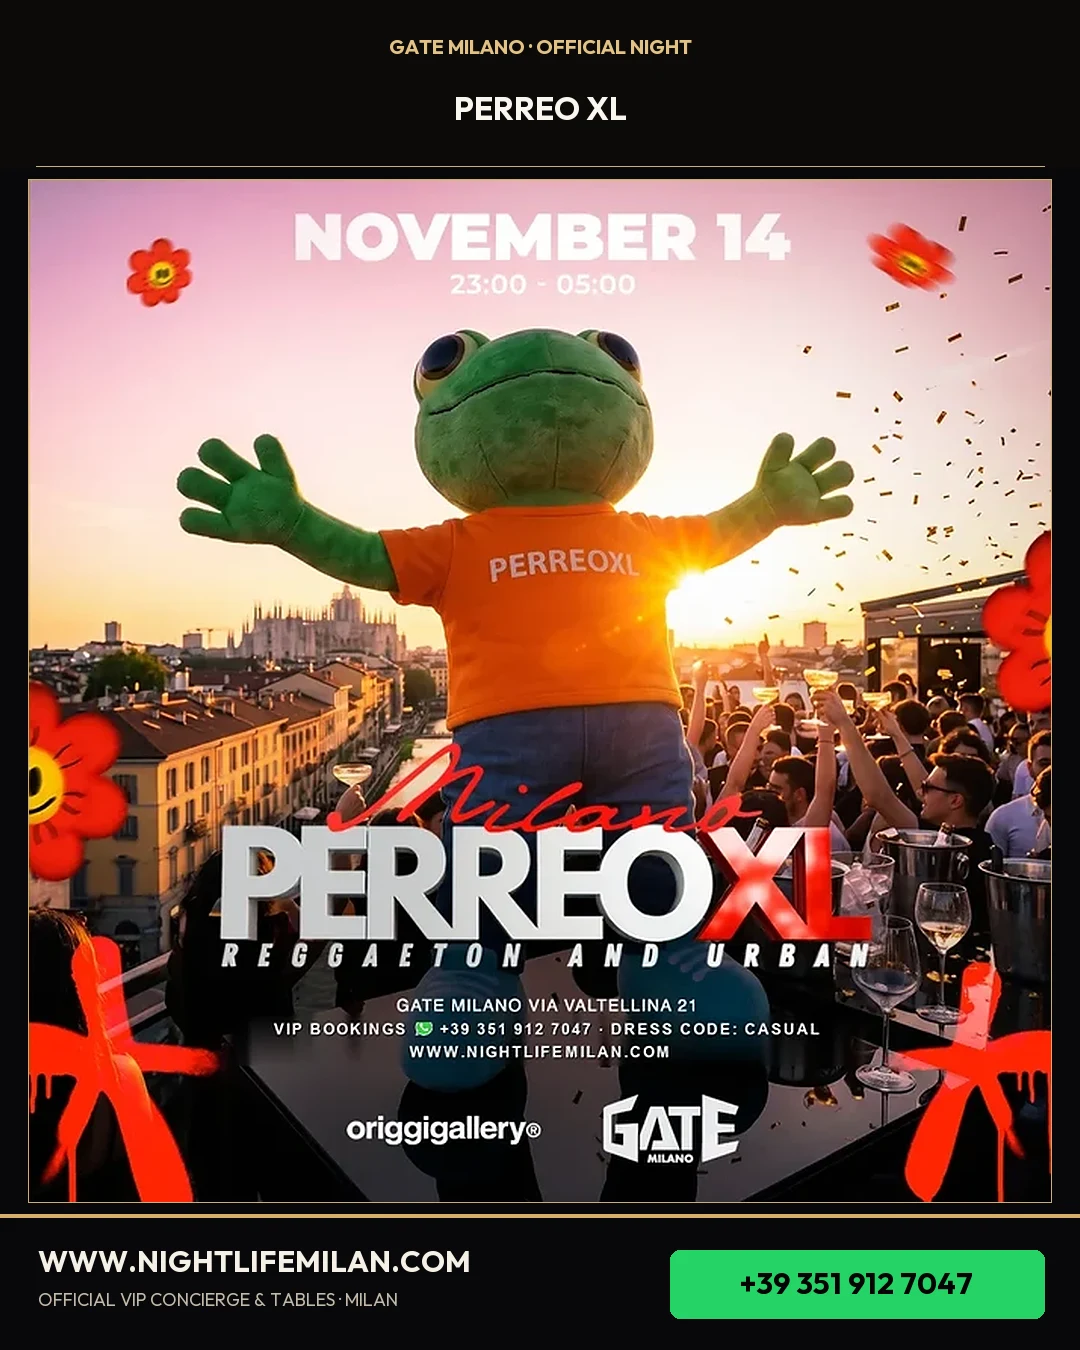 GATE MILANO · OFFICIAL NIGHT
PERREO XL
NOVEMBER 14
23:00 - 05:00
PERREOXL
Milano
PERREOXL
REGGAETON AND URBAN
GATE MILANO VIA VALTELLINA 21
VIP BOOKINGS +39 351 912 7047 · DRESS CODE: CASUAL
WWW.NIGHTLIFEMILAN.COM
origgigallery®
GATE
MILANO
WWW.NIGHTLIFEMILAN.COM
OFFICIAL VIP CONCIERGE & TABLES · MILAN
+39 351 912 7047